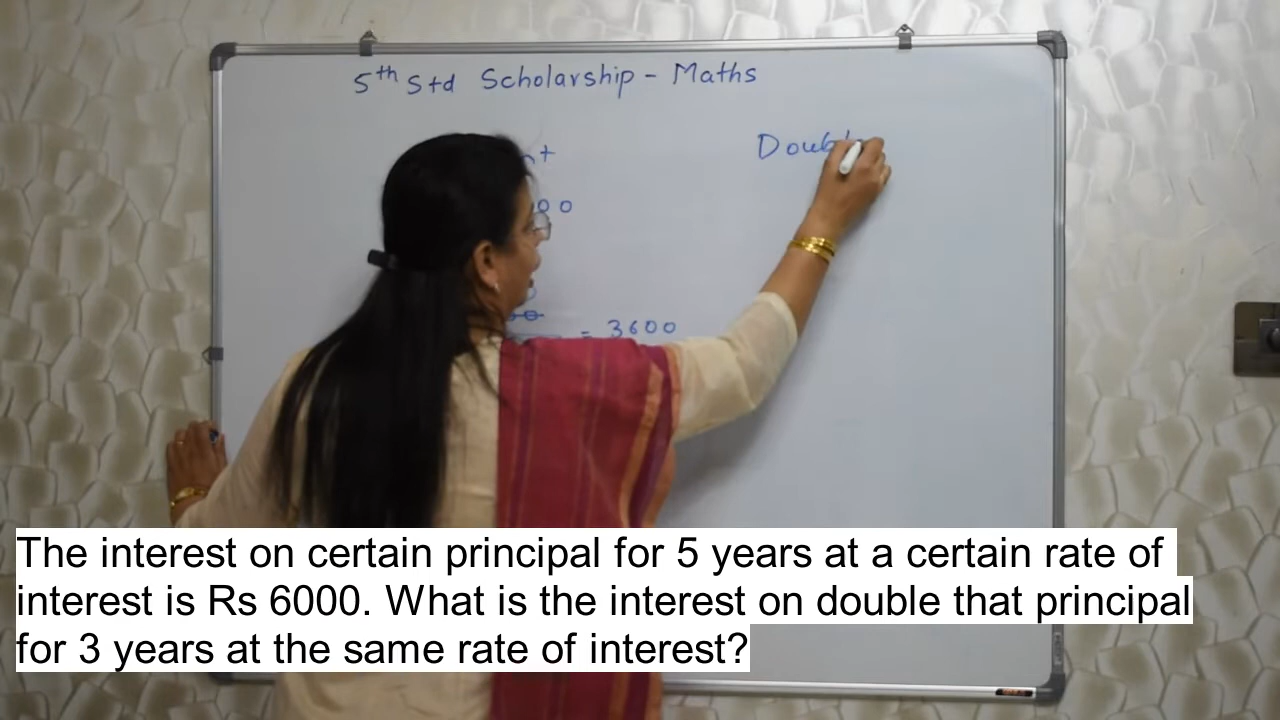 5th Std Scholarship - Maths
00
= 3600
The interest on certain principal for 5 years at a certain rate of
interest is Rs 6000. What is the interest on double that principal
for 3 years at the same rate of interest?